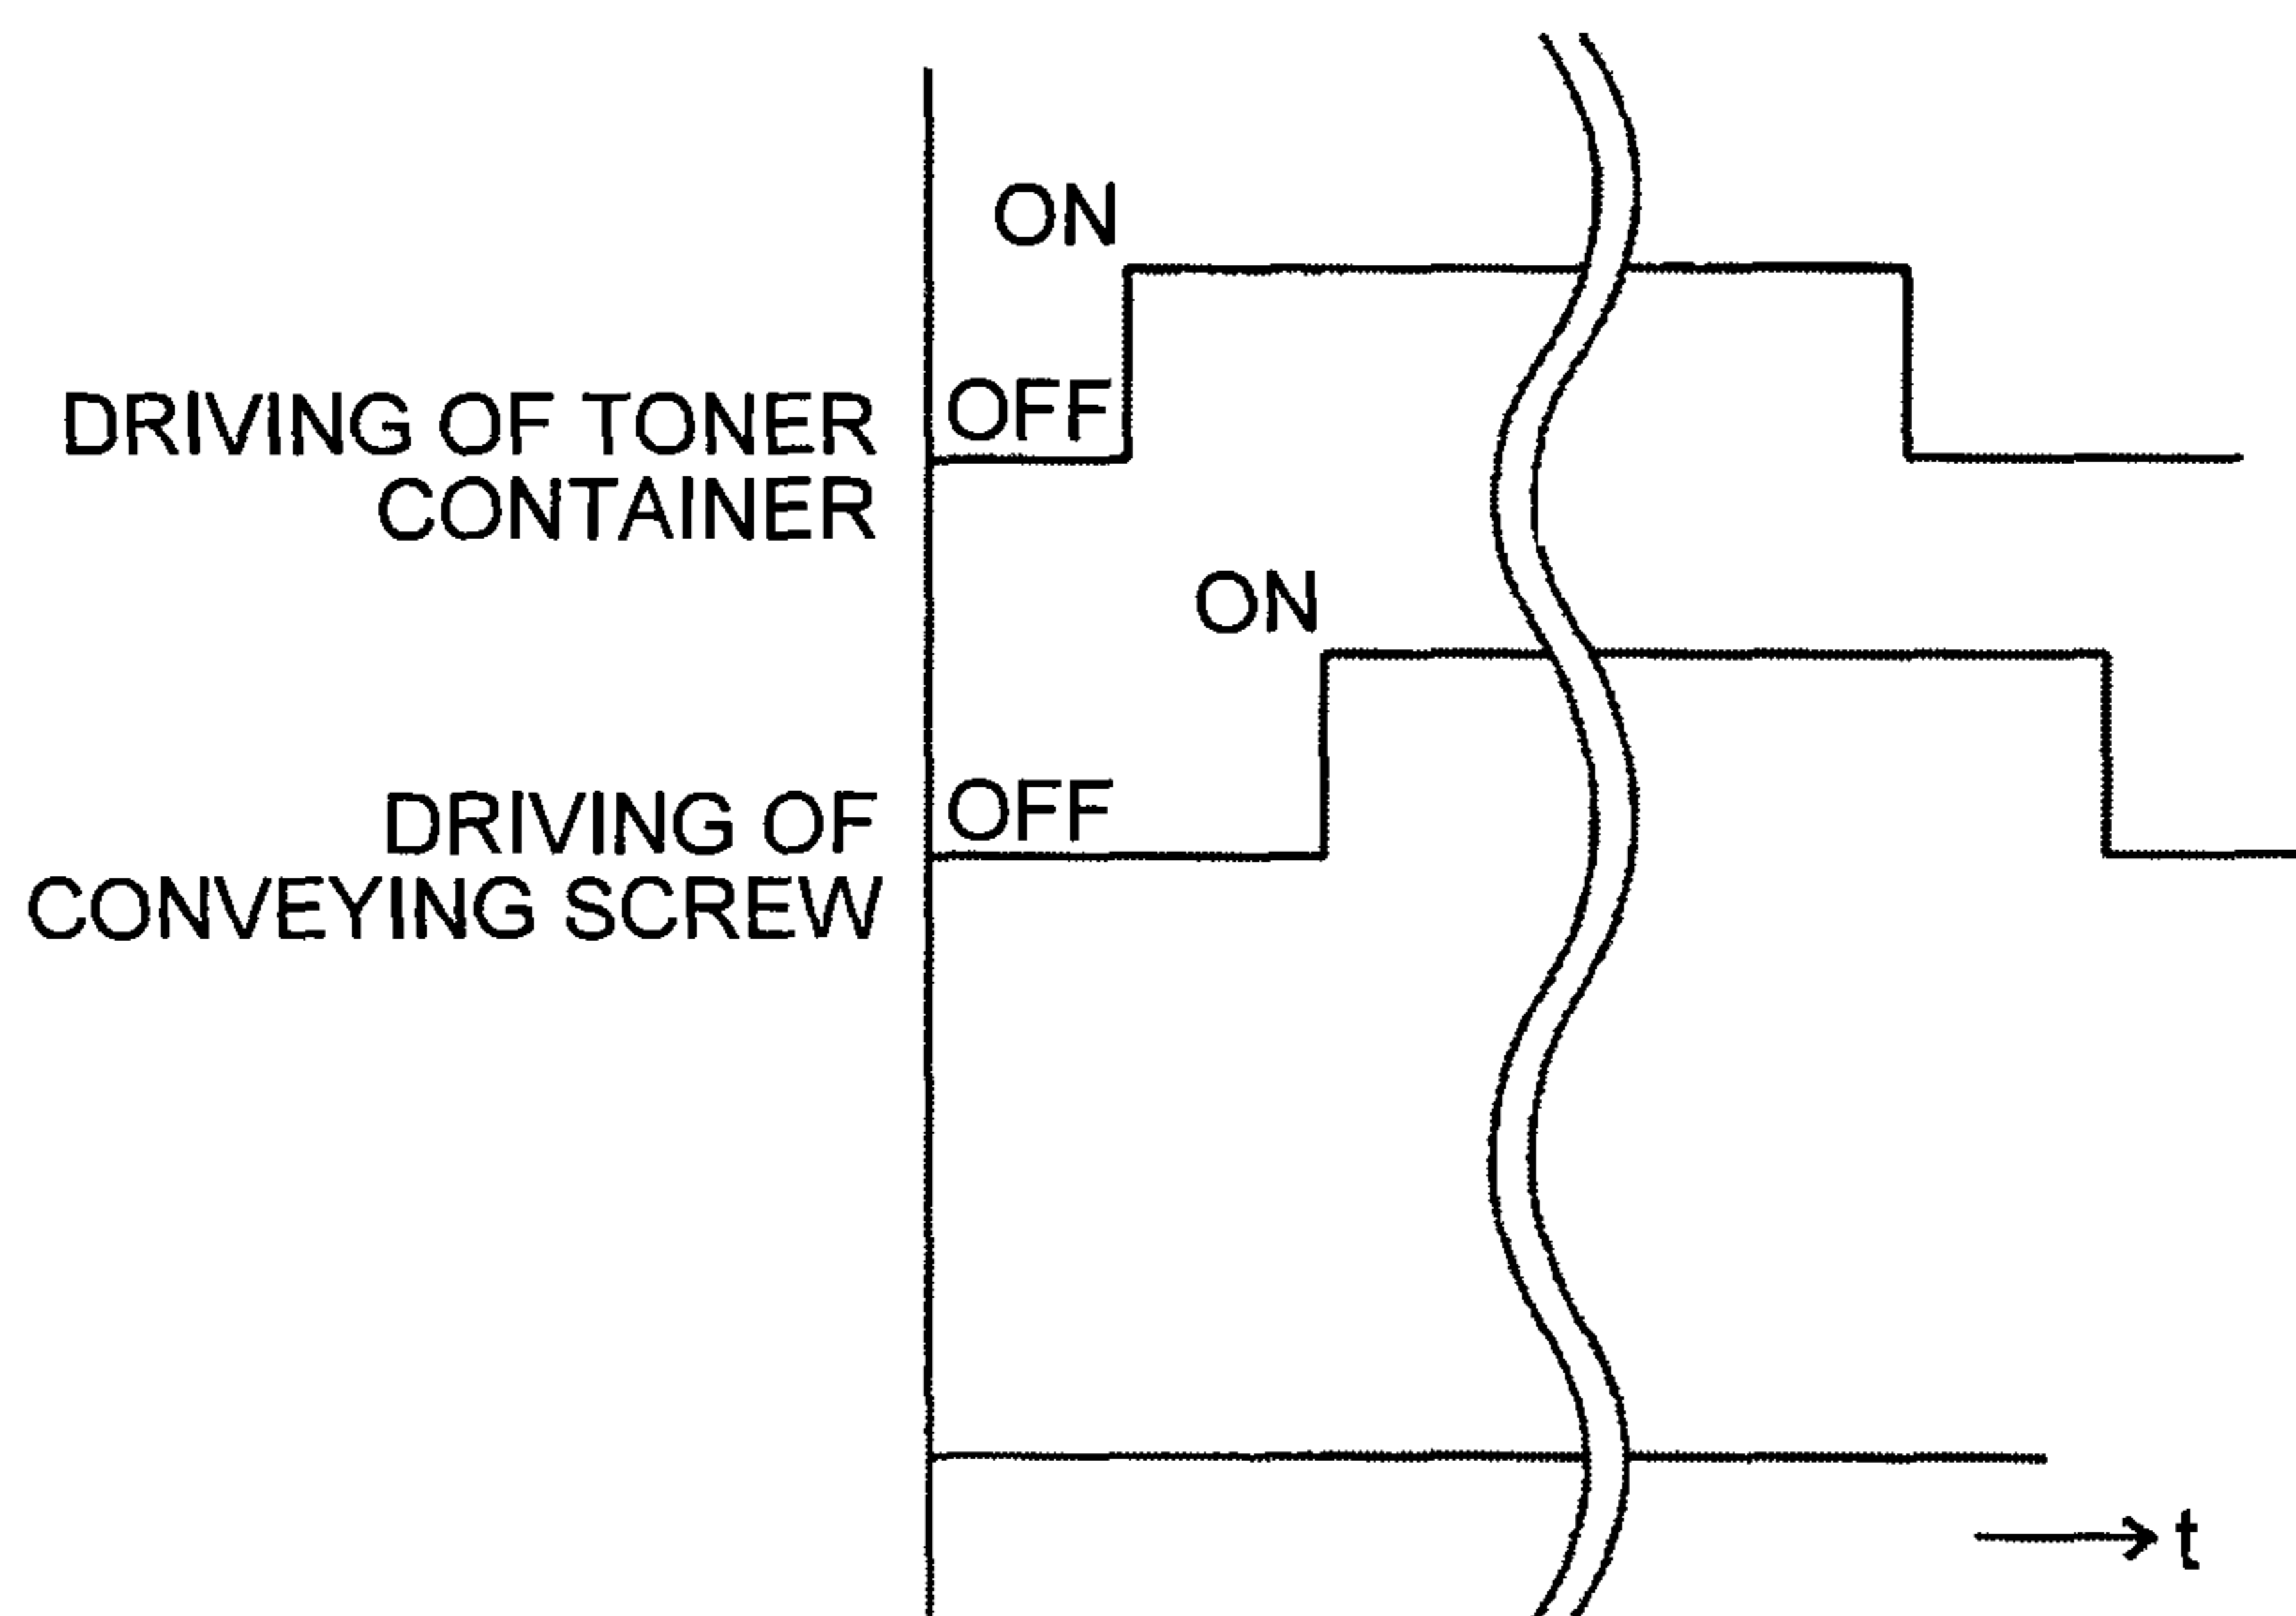 ON
OFF
DRIVING OF TONER
CONTAINER
ON
OFF
DRIVING OF
CONVEYING SCREW
t